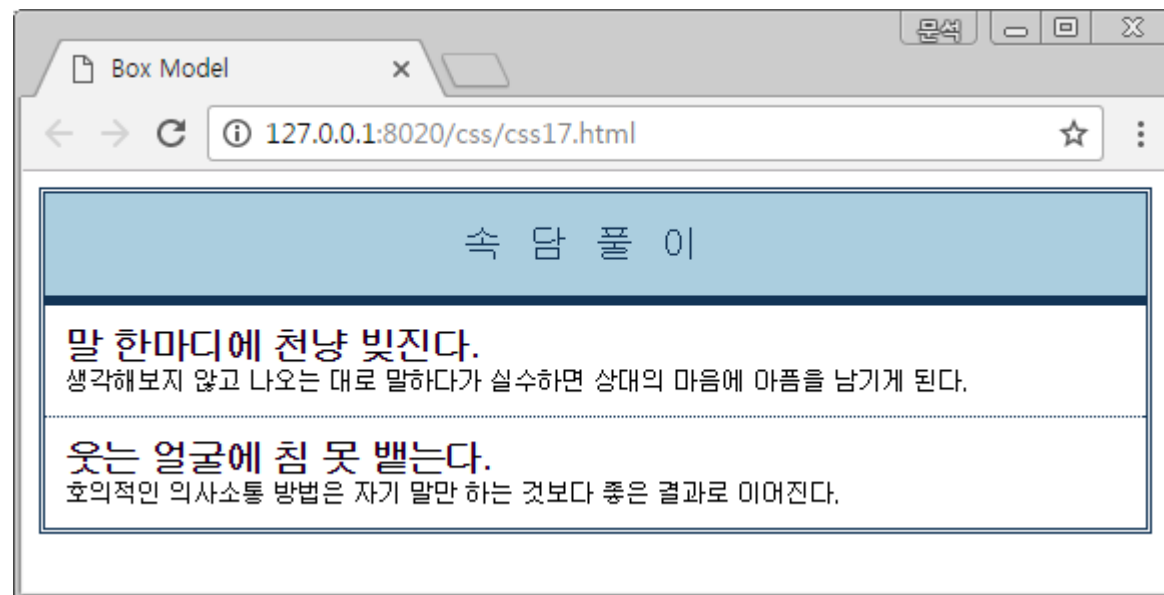 문석
Box Model
127.0.0.1:8020/css/css17.html
속 담 풀 이
말 한마디에 천냥 빚진다.
생각해보지 않고 나오는 대로 말하다가 실수하면 상대의 마음에 아픔을 남기게 된다.
웃는 얼굴에 침 못 뱉는다.
호의적인 의사소통 방법은 자기 말만 하는 것보다 좋은 결과로 이어진다.